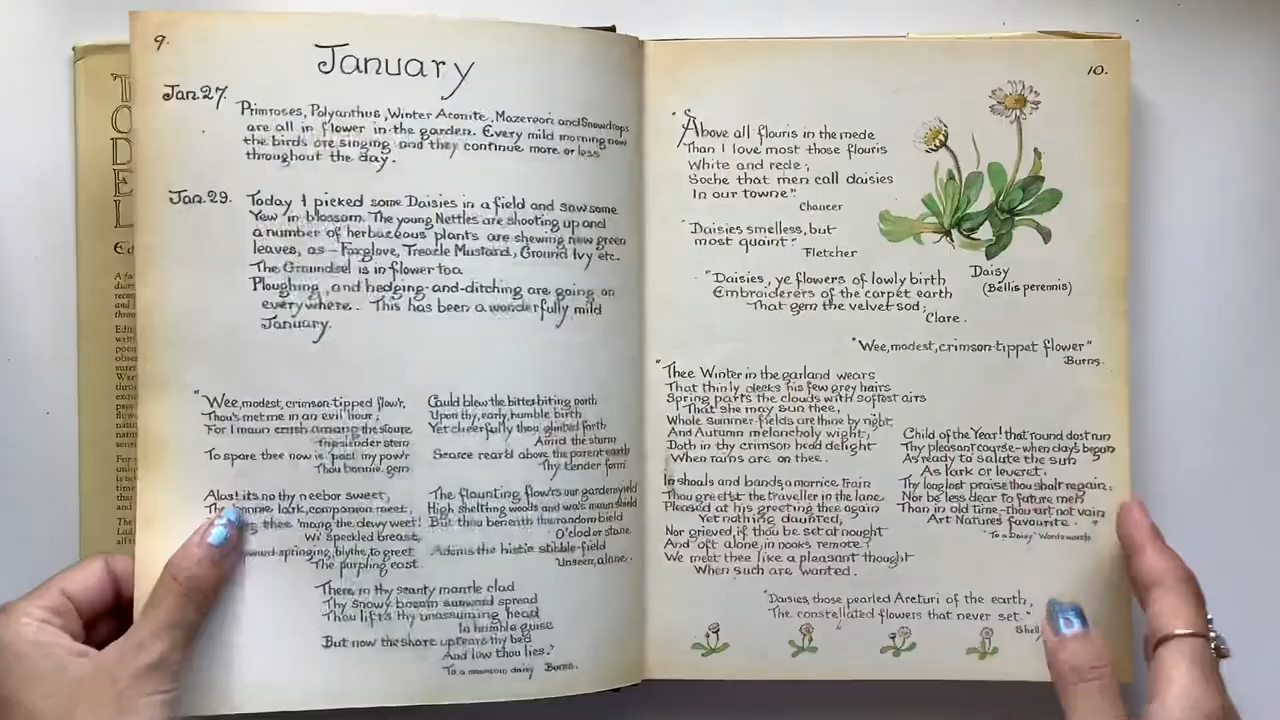 9.
January
Jan.27.
Primroses, Polyanthus, Winter Aconite, Mazereon and Snowdrops
are all in flower in the garden. Every mild morning now
the birds are singing and they continue more or less
throughout the day.
Jan.29.
Today I picked some Daisies in a field and saw some
Yew in blossom. The young Nettles are shooting up and
a number of herbaceous plants are shewing new green
leaves, as – Foxglove, Treacle Mustard, Ground Ivy etc.
The Groundsel is in flower too.
Ploughing, and hedging-and-ditching are going on
everywhere. This has been a wonderfully mild
January.
"Wee, modest, crimson-tipped flow'r,
Thou's met me in an evil hour;
For I maun crush amang the stoure
Thy slender stem
To spare thee now is past my pow'r
Thou bonnie gem
Alas! its no thy neebor sweet,
The bonnie lark, companion meet,
thee 'mang the dewy weet!
Wi' speckled breast,
upward-springing, blythe, to greet
The purpling east.
Cauld blew the bitter-biting north
Upon thy, early, humble birth
Yet cheerfully thou glinted forth
Amid the storm
Scarce rear'd above the parent earth
Thy tender form.
The flaunting flow'rs our gardens yield
High shelt'ing woods and wa's maun shield
But thou beneath the random bield
O' clod or stane
Adorns the histie stibble-field
Unseen, alane.
There in thy scanty mantle clad
Thy snowy bosom sunward spread
Thou lifts thy unassuming head
In humble guise
But now the share uptears thy bed
And low thou lies."
To a mountain daisy Burns.
10.
"Above all flouris in the mede
Than I love most those flouris
White and rede;
Soche that men call daisies
In our towne."
Chaucer
"Daisies smelless, but
most quaint"
Fletcher
"Daisies, ye flowers of lowly birth
Embroiderers of the carpet earth
That gem the velvet sod;
Clare.
Daisy
(Bellis perennis)
"Wee, modest, crimson-tippet flower"
Burns.
"Thee Winter in the garland wears
That thinly decks his few grey hairs
Spring parts the clouds with softest airs
That she may sun thee,
Whole summer-fields are thine by right,
And Autumn melancholy wight,
Doth in thy crimson head delight
When rains are on thee.
In shoals and bands a morrice train
Thou greet'st the traveller in the lane
Pleased at his greeting thee again
Yet nothing daunted,
Nor grieved, if thou be set at nought
And oft alone, in nooks remote
We meet thee like a pleasant thought
When such are wanted.
Child of the Year! that round dost run
Thy pleasant course–when days begun
As ready to salute the sun
As lark or leveret.
Thy long lost praise thou shalt regain;
Nor be less dear to future men
Than in old time–thou art not vain
Art Natures favourite."
"To a Daisy" Wordsworth
"Daisies, those pearled Arcturi of the earth,
The constellated flowers that never set."
Shell